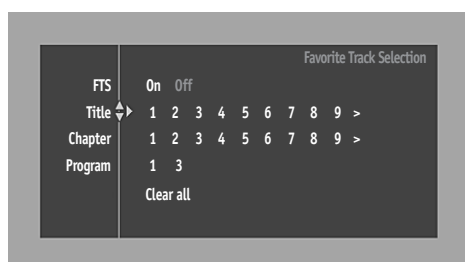 Favorite Track Selection
FTS On Off
Title 1 2 3 4 5 6 7 8 9 >
Chapter 1 2 3 4 5 6 7 8 9 >
Program 1 3
Clear all